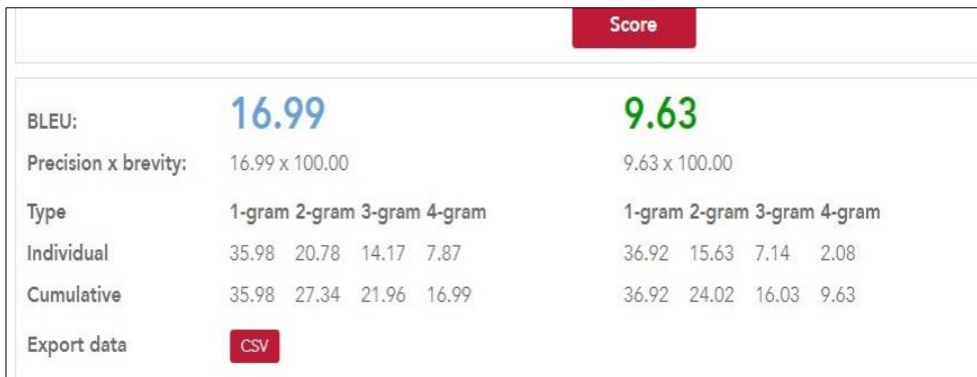 Score
BLEU: 16.99 9.63
Precision x brevity: 16.99 x 100.00 9.63 x 100.00
Type 1-gram 2-gram 3-gram 4-gram 1-gram 2-gram 3-gram 4-gram
Individual 35.98 20.78 14.17 7.87 36.92 15.63 7.14 2.08
Cumulative 35.98 27.34 21.96 16.99 36.92 24.02 16.03 9.63
Export data CSV